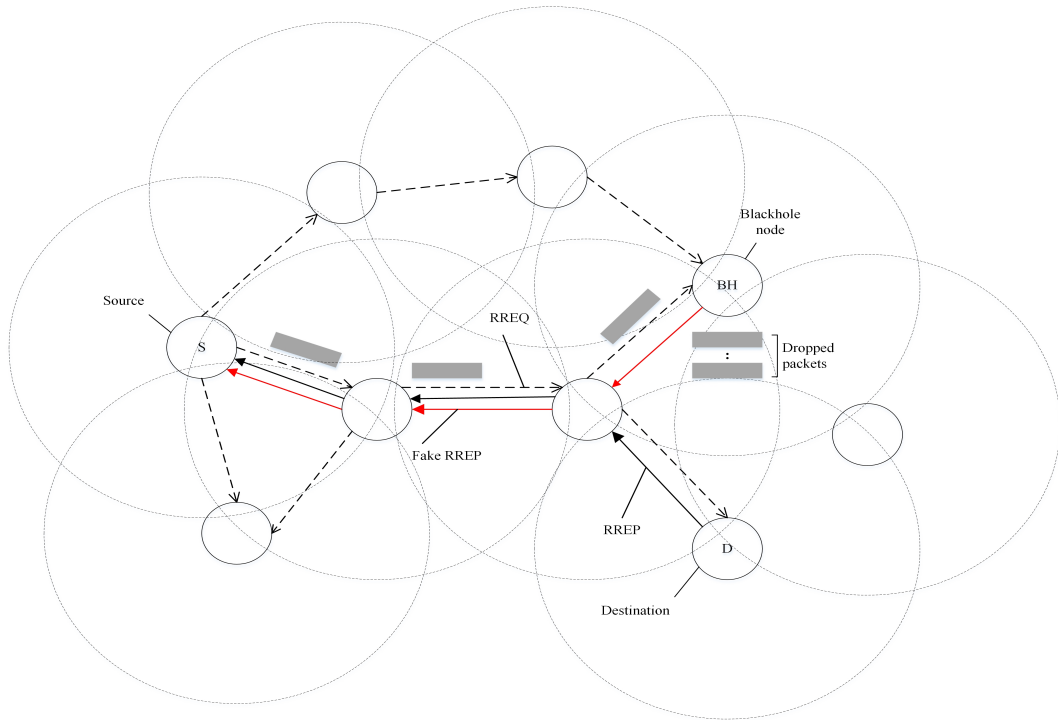 Blackhole
node
BH
Source
RREQ
S
Dropped
packets
:
Fake RREP
RREP
D
Destination